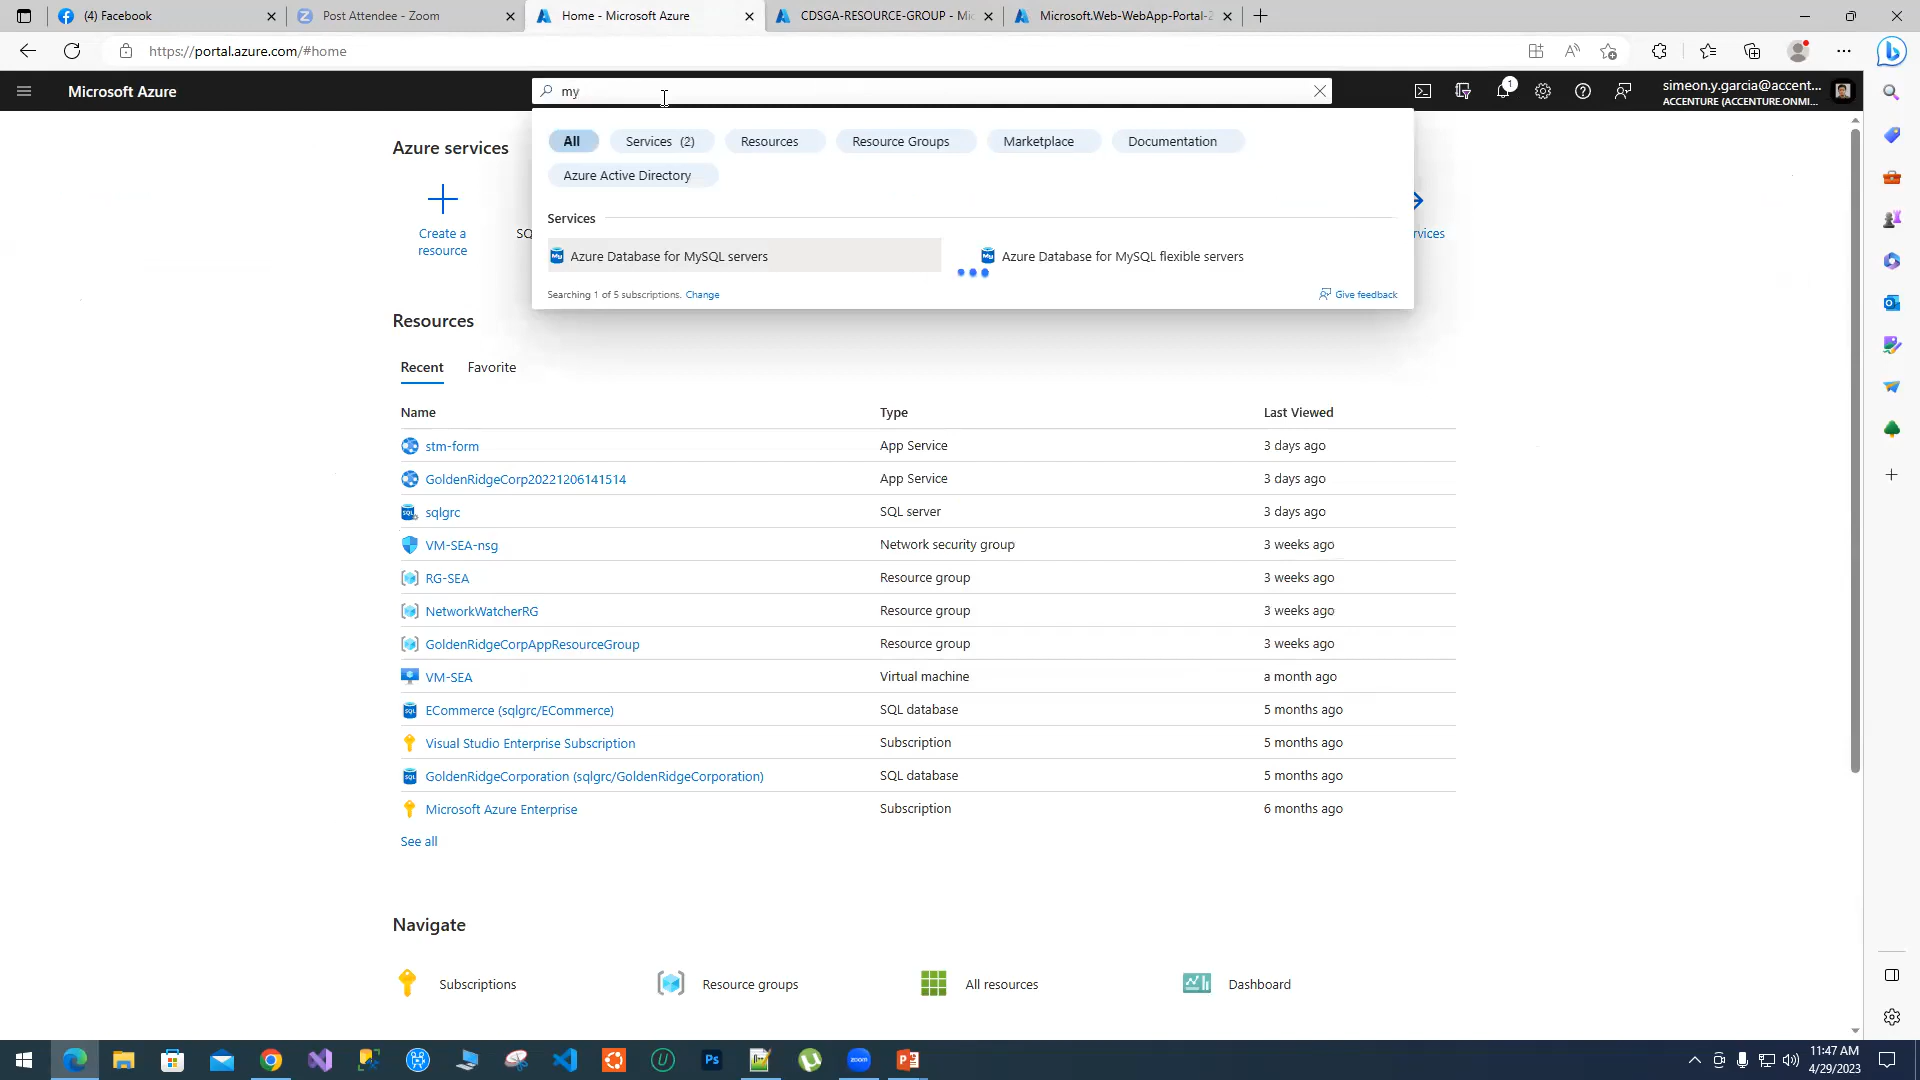 (4) Facebook
Post Attendee - Zoom
Home - Microsoft Azure
CDSGA-RESOURCE-GROUP - Mi
Microsoft.Web-WebApp-Portal-2
https://portal.azure.com/#home
Microsoft Azure
my
1
simeon.y.garcia@accent...
ACCENTURE (ACCENTURE.ONMI...
All
Services (2)
Resources
Resource Groups
Marketplace
Documentation
Azure Active Directory
Services
Azure Database for MySQL servers
Azure Database for MySQL flexible servers
Searching 1 of 5 subscriptions. Change
Give feedback
Azure services
Create a
resource
SQ
rvices
Resources
Recent
Favorite
Name Type Last Viewed
stm-form App Service 3 days ago
GoldenRidgeCorp20221206141514 App Service 3 days ago
sqlgrc SQL server 3 days ago
VM-SEA-nsg Network security group 3 weeks ago
RG-SEA Resource group 3 weeks ago
NetworkWatcherRG Resource group 3 weeks ago
GoldenRidgeCorpAppResourceGroup Resource group 3 weeks ago
VM-SEA Virtual machine a month ago
ECommerce (sqlgrc/ECommerce) SQL database 5 months ago
Visual Studio Enterprise Subscription Subscription 5 months ago
GoldenRidgeCorporation (sqlgrc/GoldenRidgeCorporation) SQL database 5 months ago
Microsoft Azure Enterprise Subscription 6 months ago
See all
Navigate
Subscriptions
Resource groups
All resources
Dashboard
Ps
zoom
11:47 AM
4/29/2023